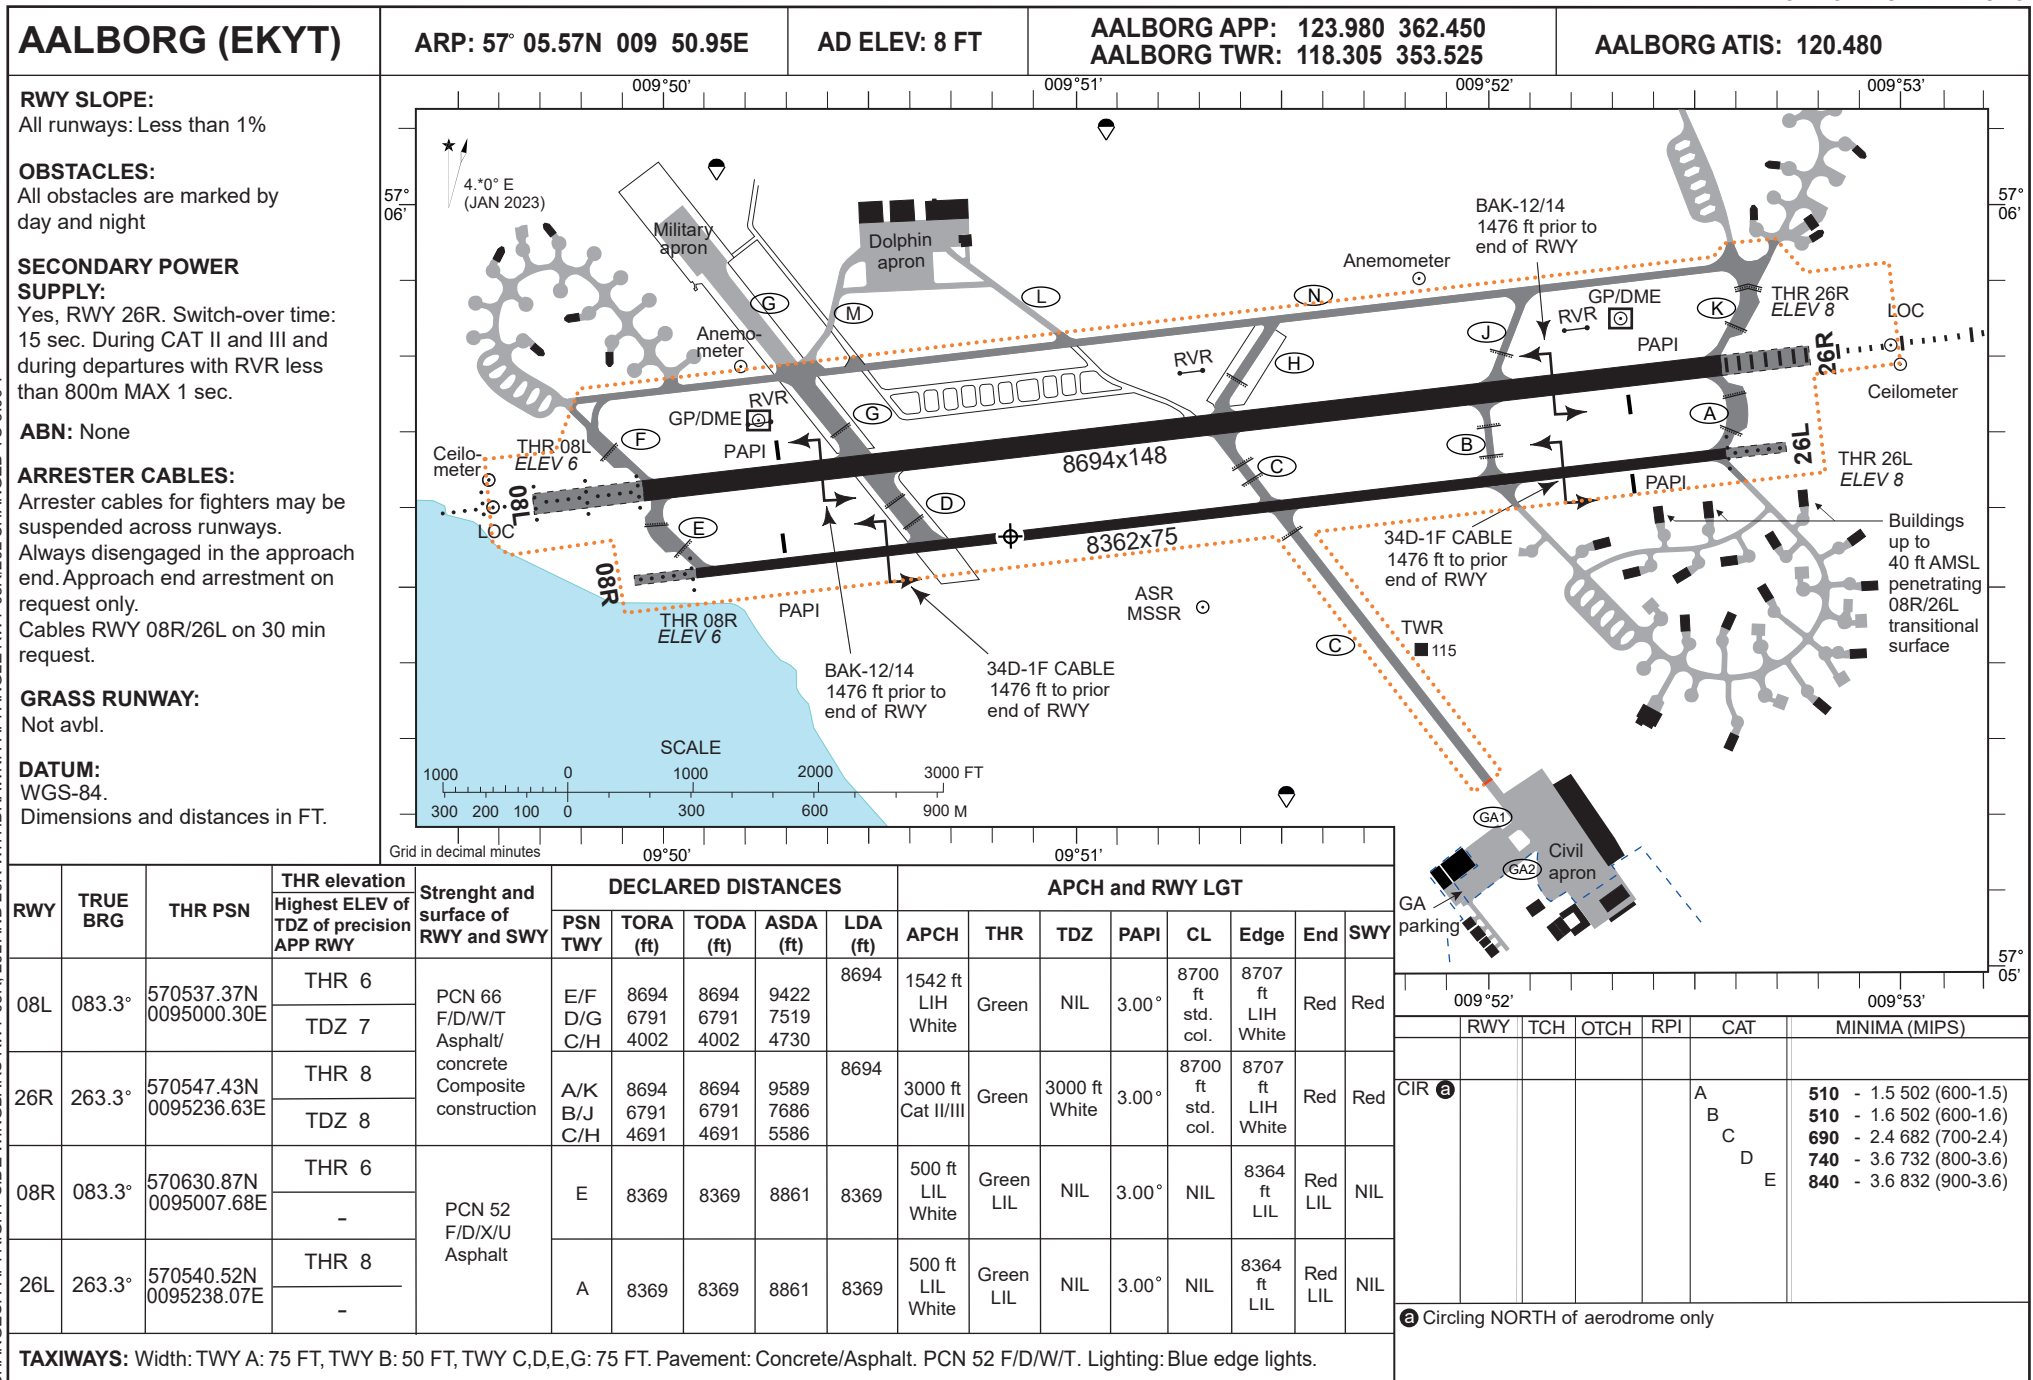 AALBORG (EKYT)
ARP: 57° 05.57N 009 50.95E
AD ELEV: 8 FT
AALBORG APP: 123.980 362.450
AALBORG TWR: 118.305 353.525
AALBORG ATIS: 120.480
RWY SLOPE:
All runways: Less than 1%
OBSTACLES:
All obstacles are marked by
day and night
SECONDARY POWER
SUPPLY:
Yes, RWY 26R. Switch-over time:
15 sec. During CAT II and III and
during departures with RVR less
than 800m MAX 1 sec.
ABN: None
ARRESTER CABLES:
Arrester cables for fighters may be
suspended across runways.
Always disengaged in the approach
end. Approach end arrestment on
request only.
Cables RWY 08R/26L on 30 min
request.
GRASS RUNWAY:
Not avbl.
DATUM:
WGS-84.
Dimensions and distances in FT.
009°50' 009°51' 009°52' 009°53'
57°
06'
57°
06'
4.*0° E
(JAN 2023)
Military
apron
Dolphin
apron
G
M
L
N
Anemometer
BAK-12/14
1476 ft prior to
end of RWY
GP/DME
RVR
J
K
THR 26R
ELEV 8
LOC
PAPI
26R
Ceilometer
Anemo-
meter
RVR
H
RVR
GP/DME
G
F
PAPI
Ceilo-
meter
THR 08L
ELEV 6
08L
LOC
8694x148
C
B
A
26L
THR 26L
ELEV 8
PAPI
D
E
8362x75
08R
THR 08R
ELEV 6
PAPI
34D-1F CABLE
1476 ft to prior
end of RWY
Buildings
up to
40 ft AMSL
penetrating
08R/26L
transitional
surface
ASR
MSSR
C
TWR
115
BAK-12/14
1476 ft prior to
end of RWY
34D-1F CABLE
1476 ft to prior
end of RWY
SCALE
1000 0 1000 2000 3000 FT
300 200 100 0 300 600 900 M
GA1
GA2
Civil
apron
GA
parking
57°
05'
Grid in decimal minutes
09°50' 09°51'
009°52' 009°53'
RWY TRUE BRG THR PSN THR elevation Highest ELEV of TDZ of precision APP RWY Strenght and surface of RWY and SWY DECLARED DISTANCES APCH and RWY LGT
PSN TWY TORA (ft) TODA (ft) ASDA (ft) LDA (ft) APCH THR TDZ PAPI CL Edge End SWY
08L 083.3° 570537.37N 0095000.30E THR 6 TDZ 7
PCN 66 F/D/W/T Asphalt/ concrete Composite construction
E/F 8694 8694 9422 8694
D/G 6791 6791 7519
C/H 4002 4002 4730
1542 ft LIH White Green NIL 3.00° 8700 ft std. col. 8707 ft LIH White Red Red
26R 263.3° 570547.43N 0095236.63E THR 8 TDZ 8
A/K 8694 8694 9589 8694
B/J 6791 6791 7686
C/H 4691 4691 5586
3000 ft Cat II/III Green 3000 ft White 3.00° 8700 ft std. col. 8707 ft LIH White Red Red
08R 083.3° 570630.87N 0095007.68E THR 6 -
PCN 52 F/D/X/U Asphalt
E 8369 8369 8861 8369 500 ft LIL White Green LIL NIL 3.00° NIL 8364 ft LIL Red LIL NIL
26L 263.3° 570540.52N 0095238.07E THR 8 -
A 8369 8369 8861 8369 500 ft LIL White Green LIL NIL 3.00° NIL 8364 ft LIL Red LIL NIL
RWY TCH OTCH RPI CAT MINIMA (MIPS)
CIR a A 510 - 1.5 502 (600-1.5)
B 510 - 1.6 502 (600-1.6)
C 690 - 2.4 682 (700-2.4)
D 740 - 3.6 732 (800-3.6)
E 840 - 3.6 832 (900-3.6)
a Circling NORTH of aerodrome only
TAXIWAYS: Width: TWY A: 75 FT, TWY B: 50 FT, TWY C,D,E,G: 75 FT. Pavement: Concrete/Asphalt. PCN 52 F/D/W/T. Lighting: Blue edge lights.